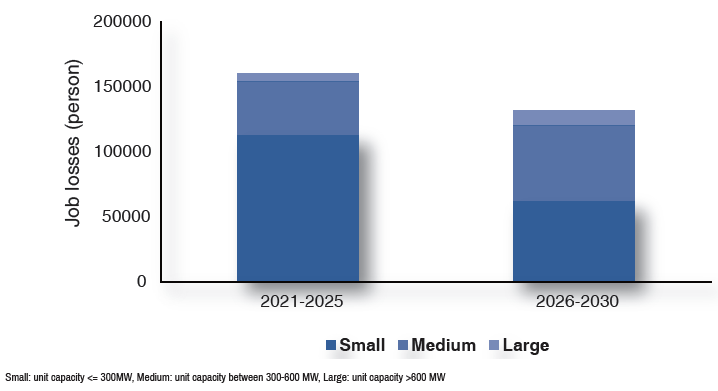 200000
150000
100000
50000
0
Job losses (person)
2021-2025
2026-2030
Small Medium Large
Small: unit capacity <= 300MW, Medium: unit capacity between 300-600 MW, Large: unit capacity >600 MW